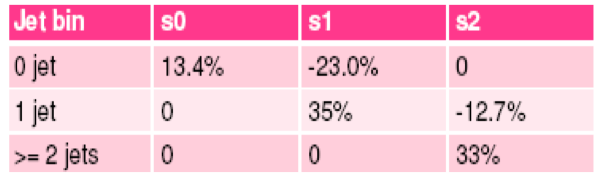 Jet bin s0 s1 s2
0 jet 13.4% -23.0% 0
1 jet 0 35% -12.7%
>= 2 jets 0 0 33%